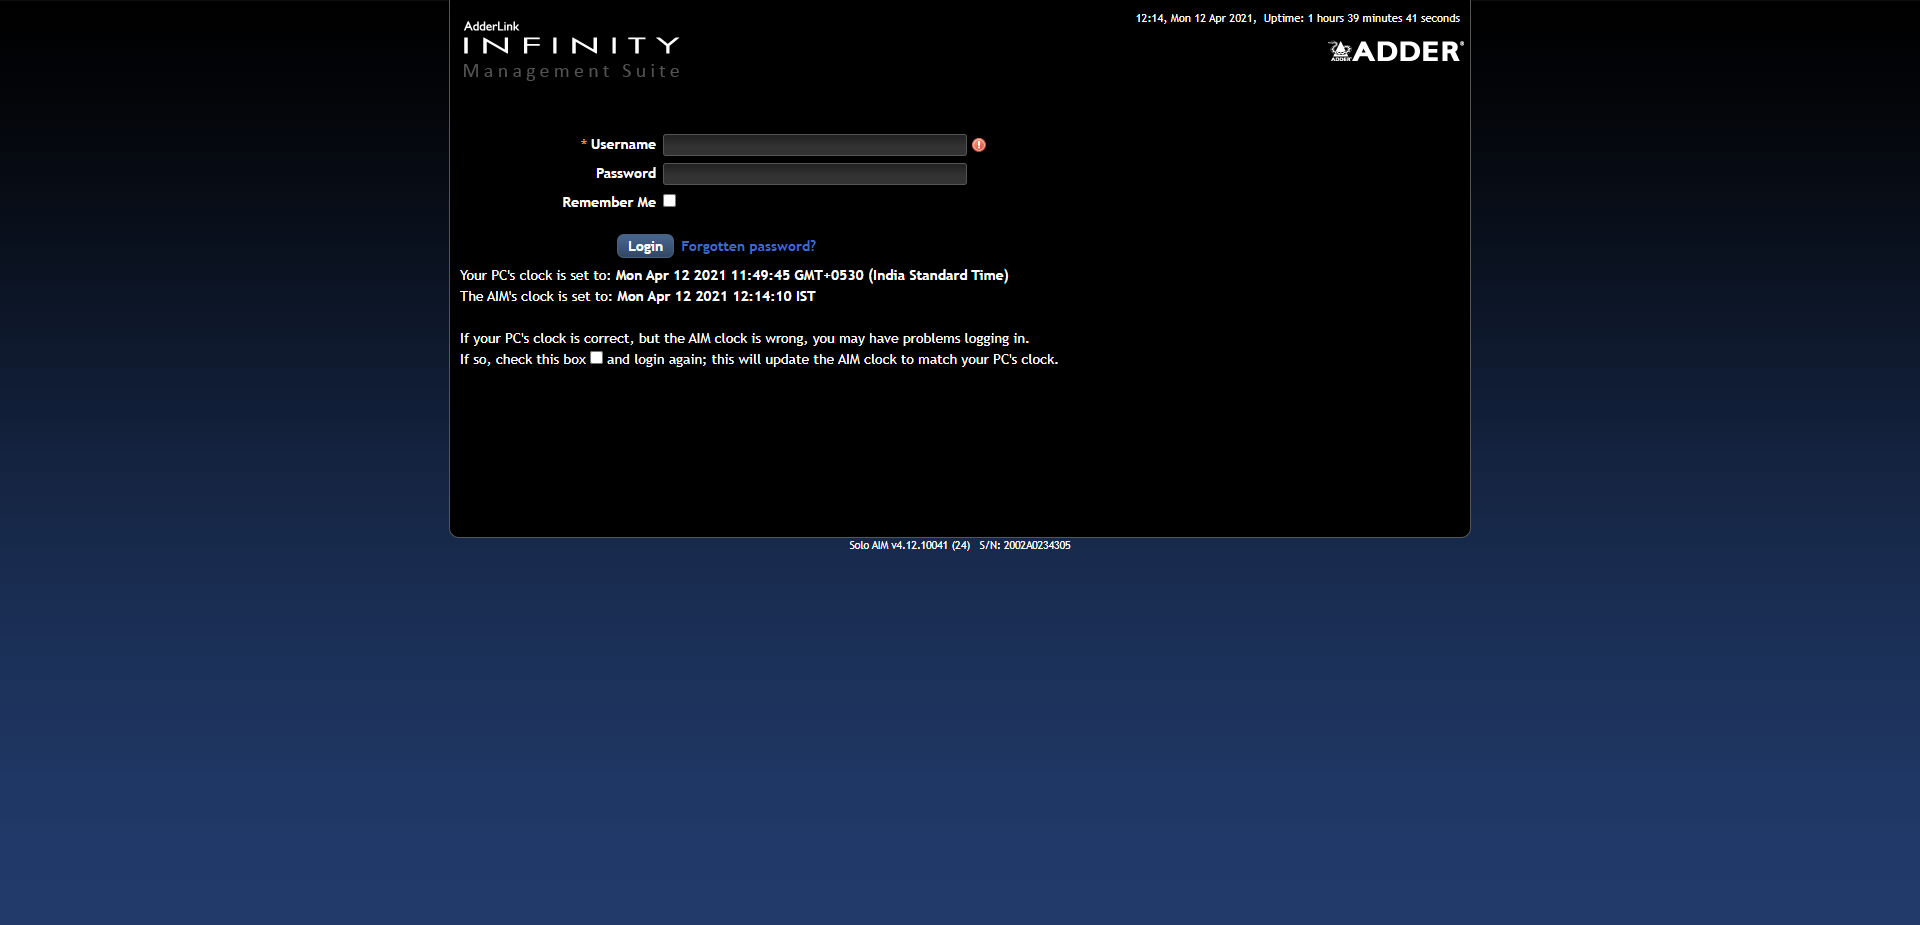 12:14, Mon 12 Apr 2021, Uptime: 1 hours 39 minutes 41 seconds
AdderLink
INFINITY
Management Suite
ADDER
ADDER®
* Username
Password
Remember Me
Login Forgotten password?
Your PC's clock is set to: Mon Apr 12 2021 11:49:45 GMT+0530 (India Standard Time)
The AIM's clock is set to: Mon Apr 12 2021 12:14:10 IST
If your PC's clock is correct, but the AIM clock is wrong, you may have problems logging in.
If so, check this box and login again; this will update the AIM clock to match your PC's clock.
Solo AIM v4.12.10041 (24) S/N: 2002A0234305